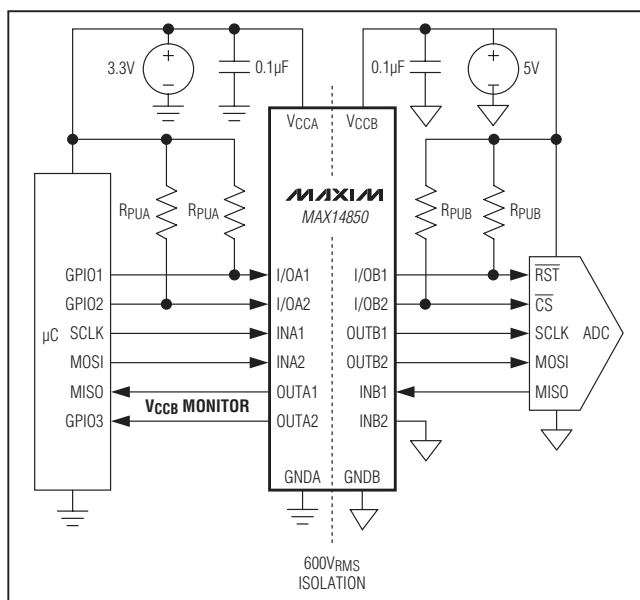 3.3V
0.1µF
0.1µF
5V
VCCA
VCCB
MAXIM
MAX14850
RPUA
RPUA
RPUB
RPUB
µC
GPIO1
GPIO2
SCLK
MOSI
MISO
GPIO3
VCCB MONITOR
I/OA1
I/OA2
INA1
INA2
OUTA1
OUTA2
GNDA
I/OB1
I/OB2
OUTB1
OUTB2
INB1
INB2
GNDB
RST
CS
SCLK
MOSI
MISO
ADC
600VRMS
ISOLATION